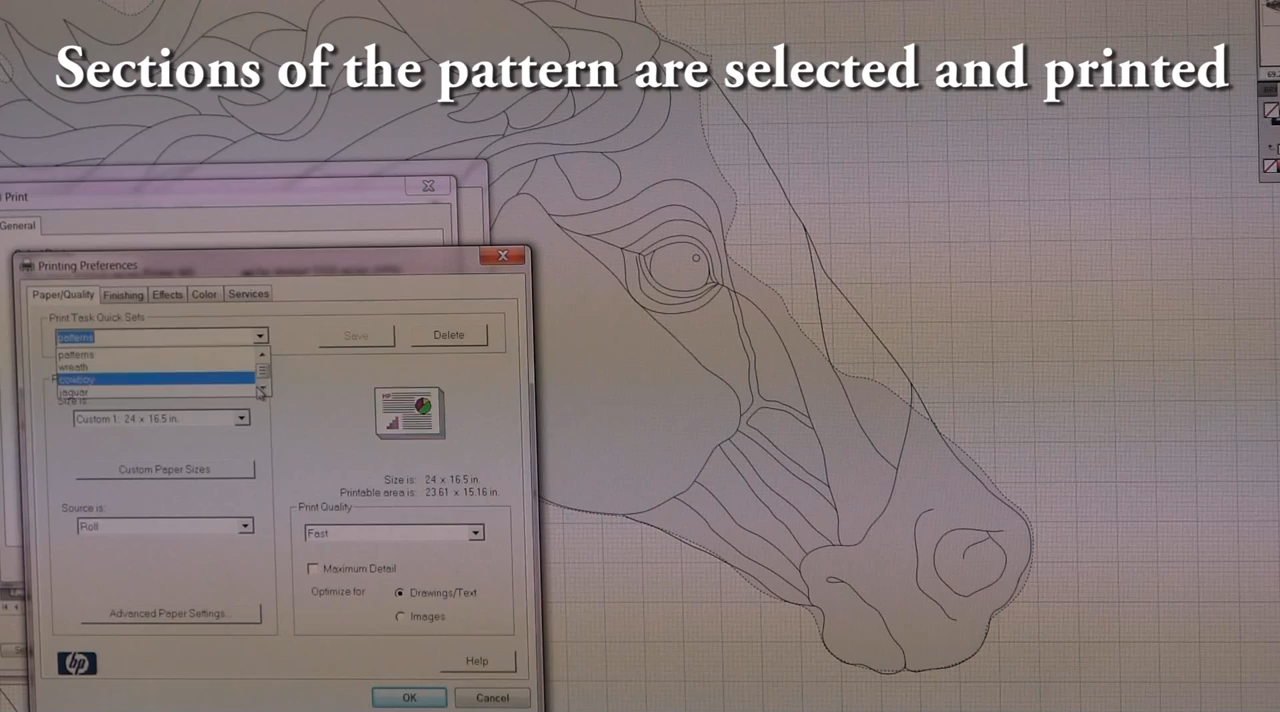 Sections of the pattern are selected and printed
Print
General
Printing Preferences
Paper/Quality
Finishing
Effects
Color
Services
Print Task Quick Sets
patterns
Save
Delete
patterns
wreath
cowboy
jaguar
Size is:
Custom 1: 24 x 16.5 in.
Custom Paper Sizes
Size is: 24 x 16.5 in.
Printable area is: 23.61 x 15.16 in.
Source is:
Roll
Print Quality
Fast
Maximum Detail
Optimize for
Drawings/Text
Images
Advanced Paper Settings...
hp
Help
OK
Cancel